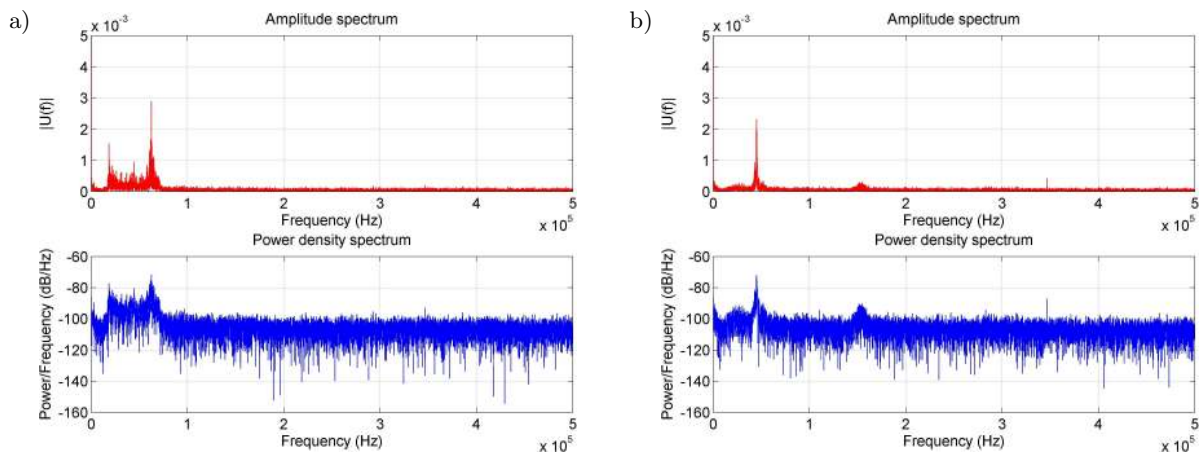 a)
Amplitude spectrum
x 10⁻³
5
4
3
2
1
0
|U(f)|
0 1 2 3 4 5
Frequency (Hz)
x 10⁵
Power density spectrum
-60
-80
-100
-120
-140
-160
Power/Frequency (dB/Hz)
0 1 2 3 4 5
Frequency (Hz)
x 10⁵
b)
Amplitude spectrum
x 10⁻³
5
4
3
2
1
0
|U(f)|
0 1 2 3 4 5
Frequency (Hz)
x 10⁵
Power density spectrum
-60
-80
-100
-120
-140
-160
Power/Frequency (dB/Hz)
0 1 2 3 4 5
Frequency (Hz)
x 10⁵